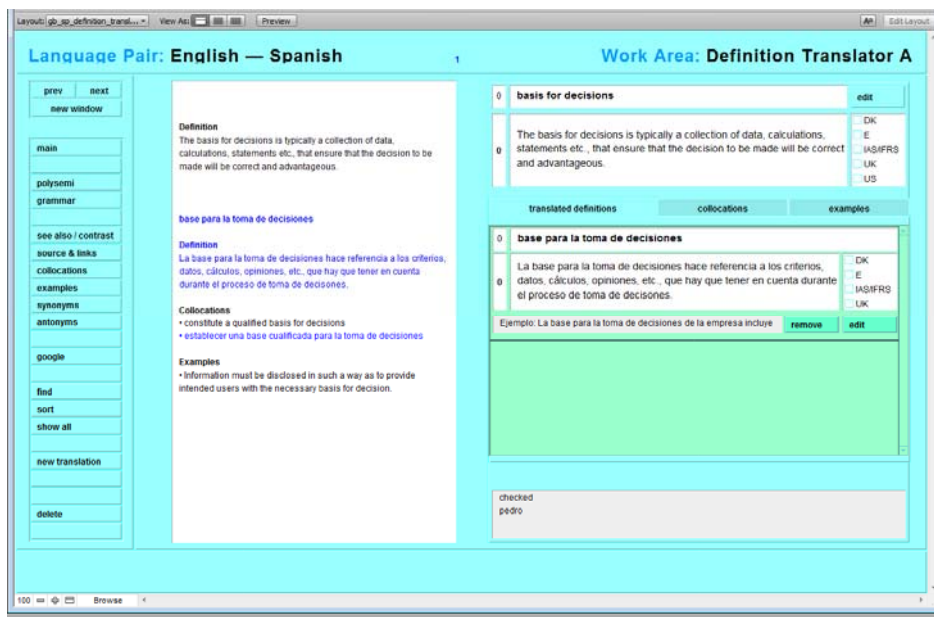 Layout: gb_sp_definition_transl... View As: Preview Aa Edit Layout
Language Pair: English — Spanish 1 Work Area: Definition Translator A
prev next
new window
main
polysemi
grammar
see also / contrast
source & links
collocations
examples
synonyms
antonyms
google
find
sort
show all
new translation
delete
Definition
The basis for decisions is typically a collection of data,
calculations, statements etc., that ensure that the decision to be
made will be correct and advantageous.
base para la toma de decisiones
Definition
La base para la toma de decisiones hace referencia a los criterios,
datos, cálculos, opiniones, etc., que hay que tener en cuenta
durante el proceso de toma de decisones.
Collocations
• constitute a qualified basis for decisions
• establecer una base cualificada para la toma de decisiones
Examples
• Information must be disclosed in such a way as to provide
intended users with the necessary basis for decision.
0 basis for decisions edit
0
The basis for decisions is typically a collection of data, calculations,
statements etc., that ensure that the decision to be made will be correct
and advantageous.
DK
E
IAS/IFRS
UK
US
translated definitions collocations examples
0 base para la toma de decisiones
0
La base para la toma de decisiones hace referencia a los criterios,
datos, cálculos, opiniones, etc., que hay que tener en cuenta durante
el proceso de toma de decisones.
DK
E
IAS/IFRS
UK
Ejemplo: La base para la toma de decisiones de la empresa incluye remove edit
checked
pedro
100 Browse